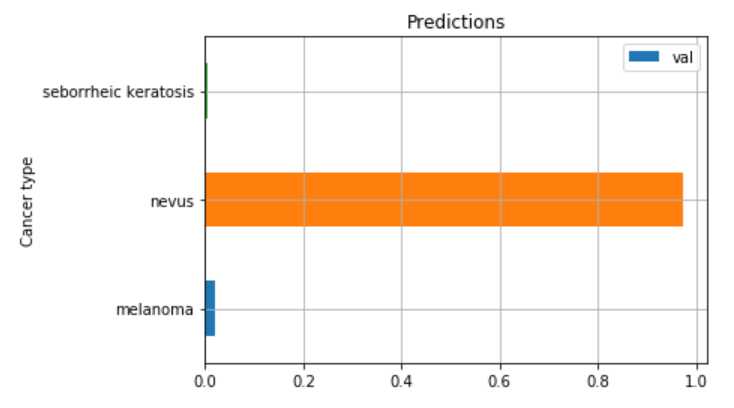 Predictions
val
seborrheic keratosis
nevus
melanoma
Cancer type
0.0 0.2 0.4 0.6 0.8 1.0